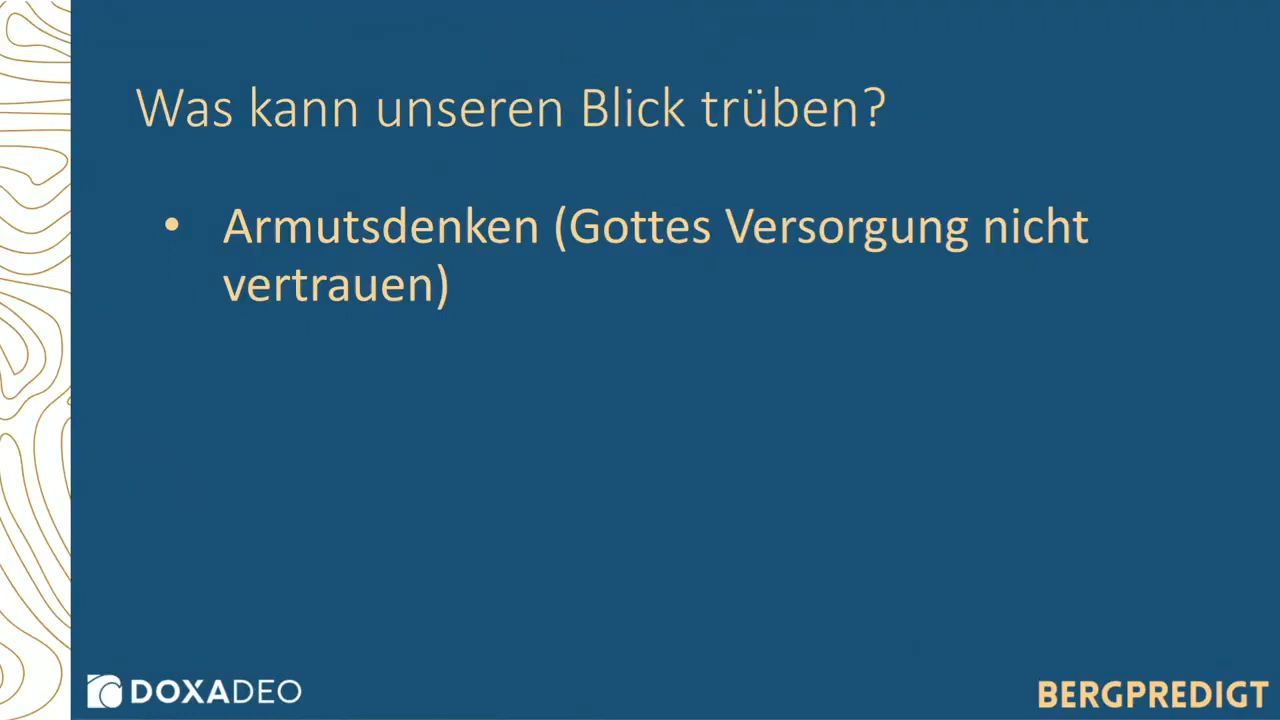 Was kann unseren Blick trüben?
• Armutsdenken (Gottes Versorgung nicht
vertrauen)
DOXADEO
BERGPREDIGT